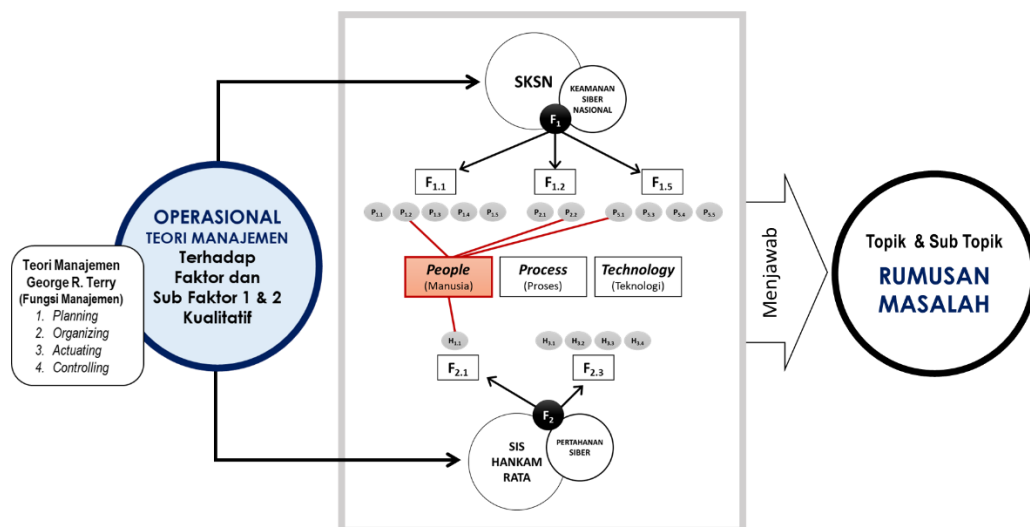 OPERASIONAL
TEORI MANAJEMEN
Terhadap
Faktor dan
Sub Faktor 1 & 2
Kualitatif
Teori Manajemen
George R. Terry
(Fungsi Manajemen)
1. Planning
2. Organizing
3. Actuating
4. Controlling
SKSN
KEAMANAN
SIBER
NASIONAL
F1
F1.1
F1.2
F1.5
P1.1 P1.2 P1.3 P1.4 P1.5 P2.1 P2.2 P5.1 P5.3 P5.4 P5.5
People
(Manusia)
Process
(Proses)
Technology
(Teknologi)
H1.1
H3.1 H3.2 H3.3 H3.4
F2.1
F2.3
F2
SIS
HANKAM
RATA
PERTAHANAN
SIBER
Menjawab
Topik & Sub Topik
RUMUSAN
MASALAH